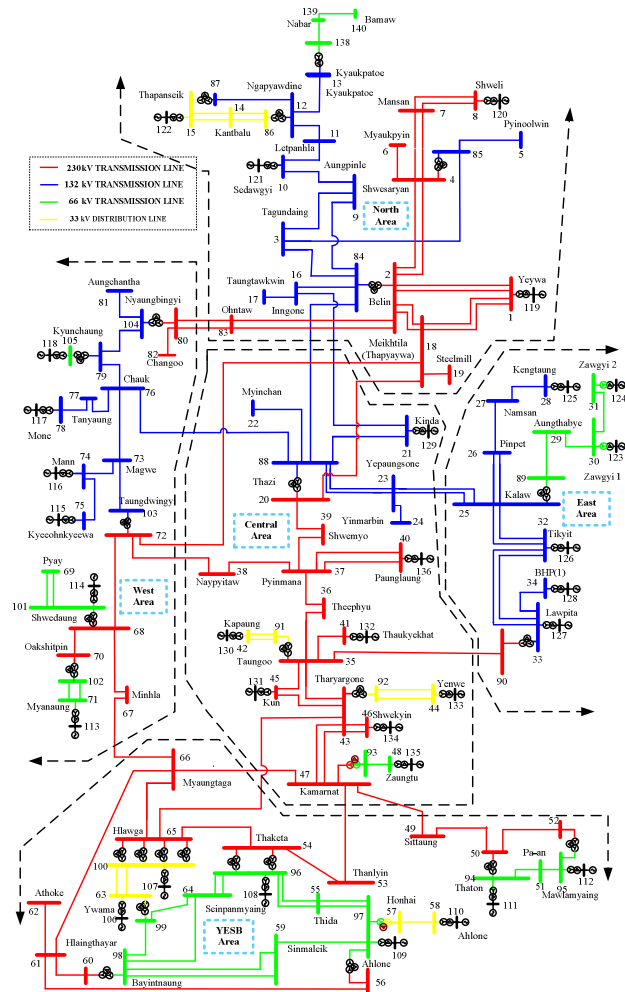 139
Nabar
Bamaw
140
138
Kyaukpatoe
13
Kyaukpatoe
87
Ngapyawdine
Thapanseik
12
14
122
15
Kantbalu
86
11
Letpanhla
Aungpinle
121
Sedawgyi
10
9
Shweli
Mansan
7
8
120
Pyinoolwin
Myaukpyin
6
85
5
4
Shwesaryan
North
Area
230kV TRANSMISSION LINE
132 kV TRANSMISSION LINE
66 kV TRANSMISSION LINE
33 kV DISTRIBUTION LINE
Tagundaing
3
84
Taungtawkwin
16
17
Inngone
2
Belin
Yeywa
119
1
Aungchantha
81
Nyaungbingyi
104
80
Ohntaw
83
82
Changoo
Kyunchaung
118
105
79
Meikhtila
(Thapyaywa)
18
Steelmill
19
Chauk
77
76
117
Tanyaung
78
Mone
Myinchan
22
Kinda
129
21
Kengtaung
28
125
27
Namsan
Zawgyi 2
124
31
Aungthabye
29
123
30
Zawgyi 1
Pinpet
26
89
Kalaw
25
East
Area
Mann
74
73
116
Magwe
115
75
Kyeeohnkyeewa
Taungdwingyi
103
72
88
Thazi
20
Yepaungsone
23
Yinmarbin
24
Central
Area
39
Shwemyo
40
32
Tikyit
126
BHP(1)
34
128
Lawpita
127
33
Pyay
69
114
101
Shwedaung
West
Area
68
38
Naypyitaw
Pyinmana
37
Paunglaung
136
36
Theephyu
Oakshitpin
70
102
71
Myanaung
113
Minhla
67
Kapaung
91
130
42
Taungoo
41
132
Thaukyekhat
35
90
131
45
Kun
Tharyargone
92
Yenwe
44
133
46
Shwekyin
43
134
93
48
135
Zaungtu
66
Myaungtaga
47
Kamarnat
Hlawga
65
Thaketa
54
49
Sittaung
52
50
Pa-an
100
107
96
Thanlyin
53
94
Thaton
51
95
112
Mawlamyaing
111
Athoke
62
63
Ywama
106
99
64
Seinpanmyaing
108
55
Thida
97
Honhai
57
58
110
Ahlone
109
YESB
Area
59
Sinmaleik
Hlaingthayar
98
61
60
Bayintnaung
Ahlone
56